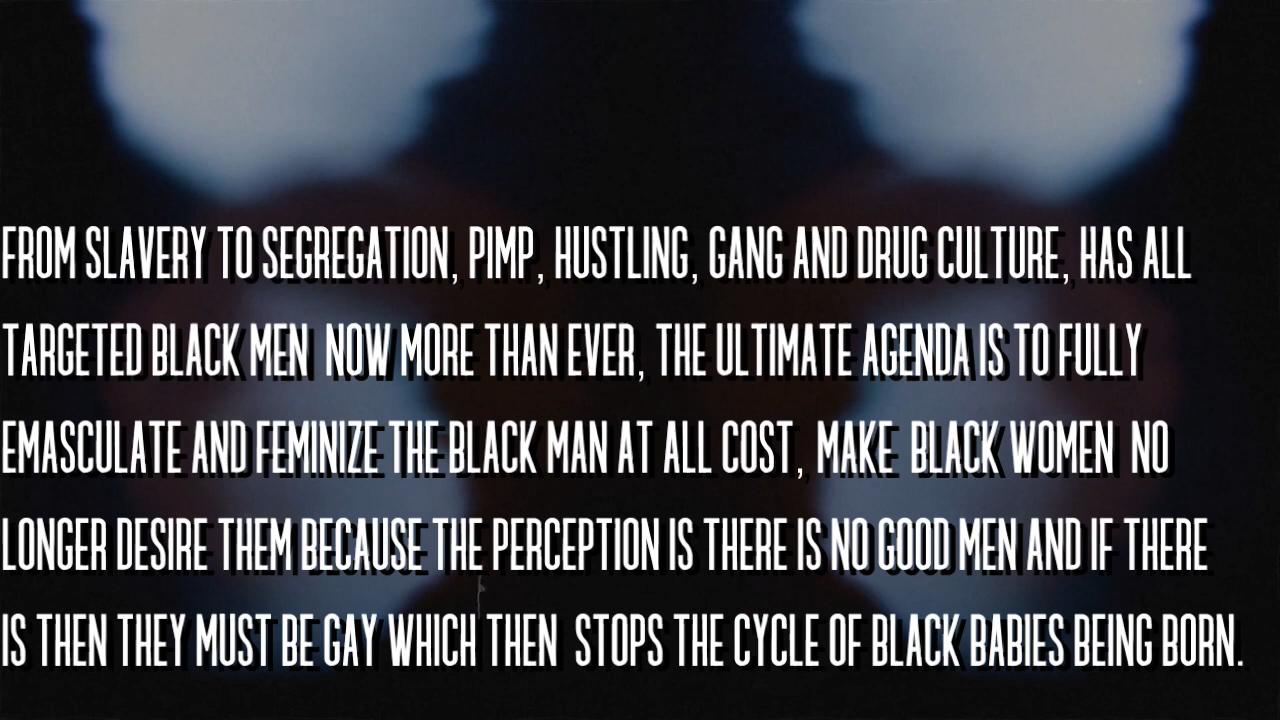 FROM SLAVERY TO SEGREGATION, PIMP, HUSTLING, GANG AND DRUG CULTURE, HAS ALL
TARGETED BLACK MEN NOW MORE THAN EVER, THE ULTIMATE AGENDA IS TO FULLY
EMASCULATE AND FEMINIZE THE BLACK MAN AT ALL COST, MAKE BLACK WOMEN NO
LONGER DESIRE THEM BECAUSE THE PERCEPTION IS THERE IS NO GOOD MEN AND IF THERE
IS THEN THEY MUST BE GAY WHICH THEN STOPS THE CYCLE OF BLACK BABIES BEING BORN.